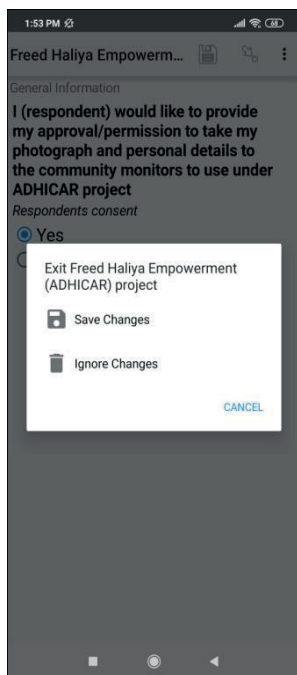 1:53 PM
68
Freed Haliya Empowerm...
General Information
I (respondent) would like to provide
my approval/permission to take my
photograph and personal details to
the community monitors to use under
ADHICAR project
Respondents consent
Yes
Exit Freed Haliya Empowerment
(ADHICAR) project
Save Changes
Ignore Changes
CANCEL